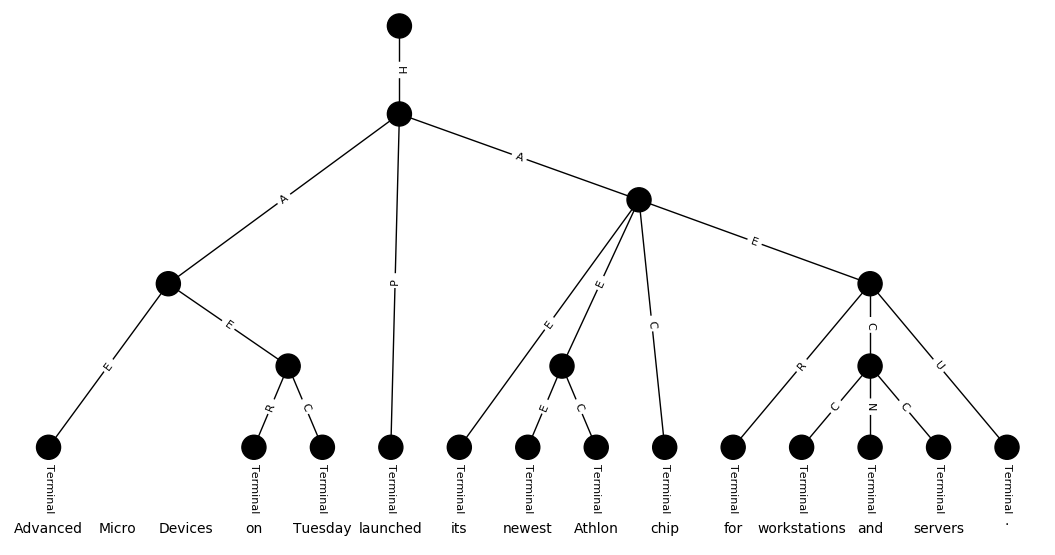 H
A
A
E
E
P
E
E
C
E
R
C
E
C
R
C
U
C
N
C
Terminal Terminal Terminal Terminal Terminal Terminal Terminal Terminal Terminal Terminal Terminal Terminal Terminal
Advanced Micro Devices on Tuesday launched its newest Athlon chip for workstations and servers .